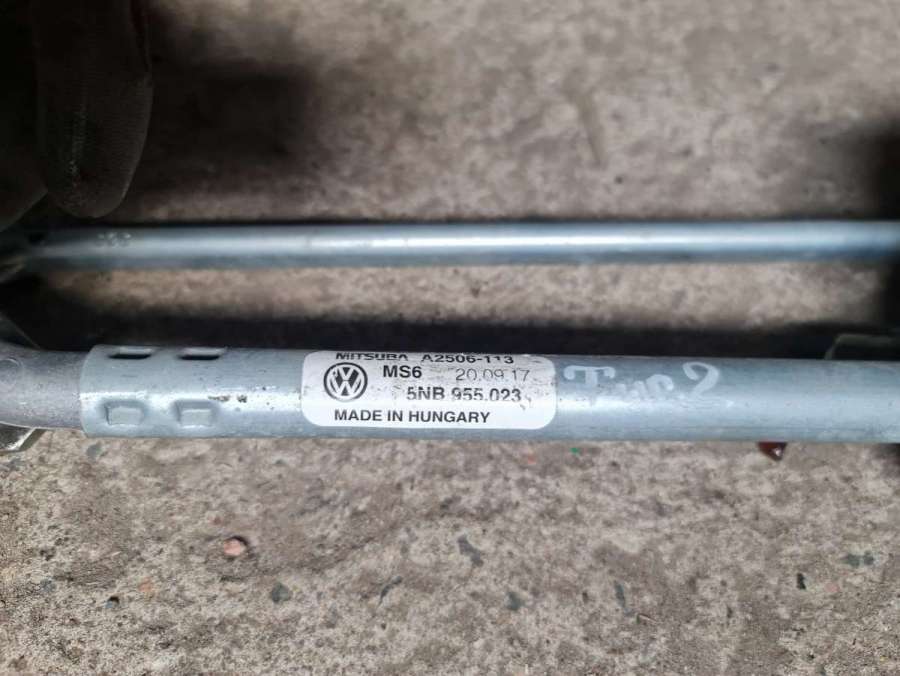 MITSUBA A2506-113
MS6 20.09.17
5NB 955.023
MADE IN HUNGARY